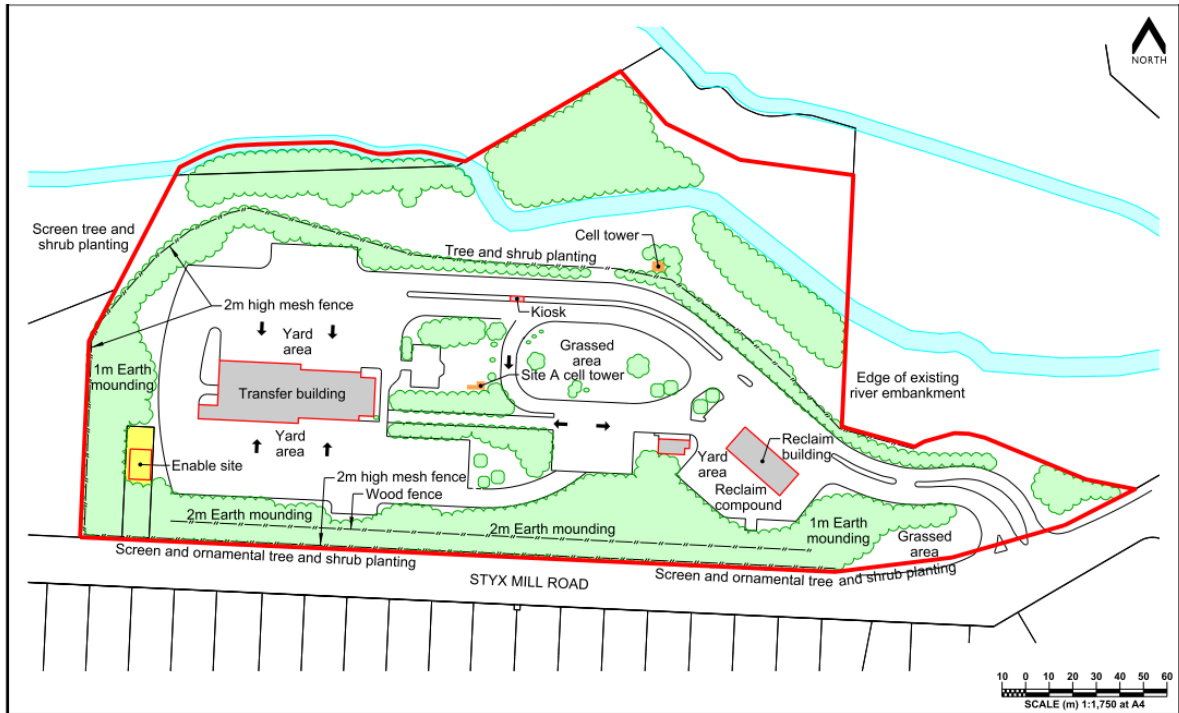 NORTH
Screen tree and
shrub planting
Cell tower
Tree and shrub planting
2m high mesh fence
Kiosk
Yard
area
Grassed
area
1m Earth
mounding
Site A cell tower
Edge of existing
river embankment
Transfer building
Yard
area
Reclaim
building
Yard
area
Enable site
2m high mesh fence
Reclaim
compound
Wood fence
2m Earth mounding
2m Earth mounding
1m Earth
mounding
Grassed
area
Screen and ornamental tree and shrub planting
Screen and ornamental tree and shrub planting
STYX MILL ROAD
10 0 10 20 30 40 50 60
SCALE (m) 1:1,750 at A4